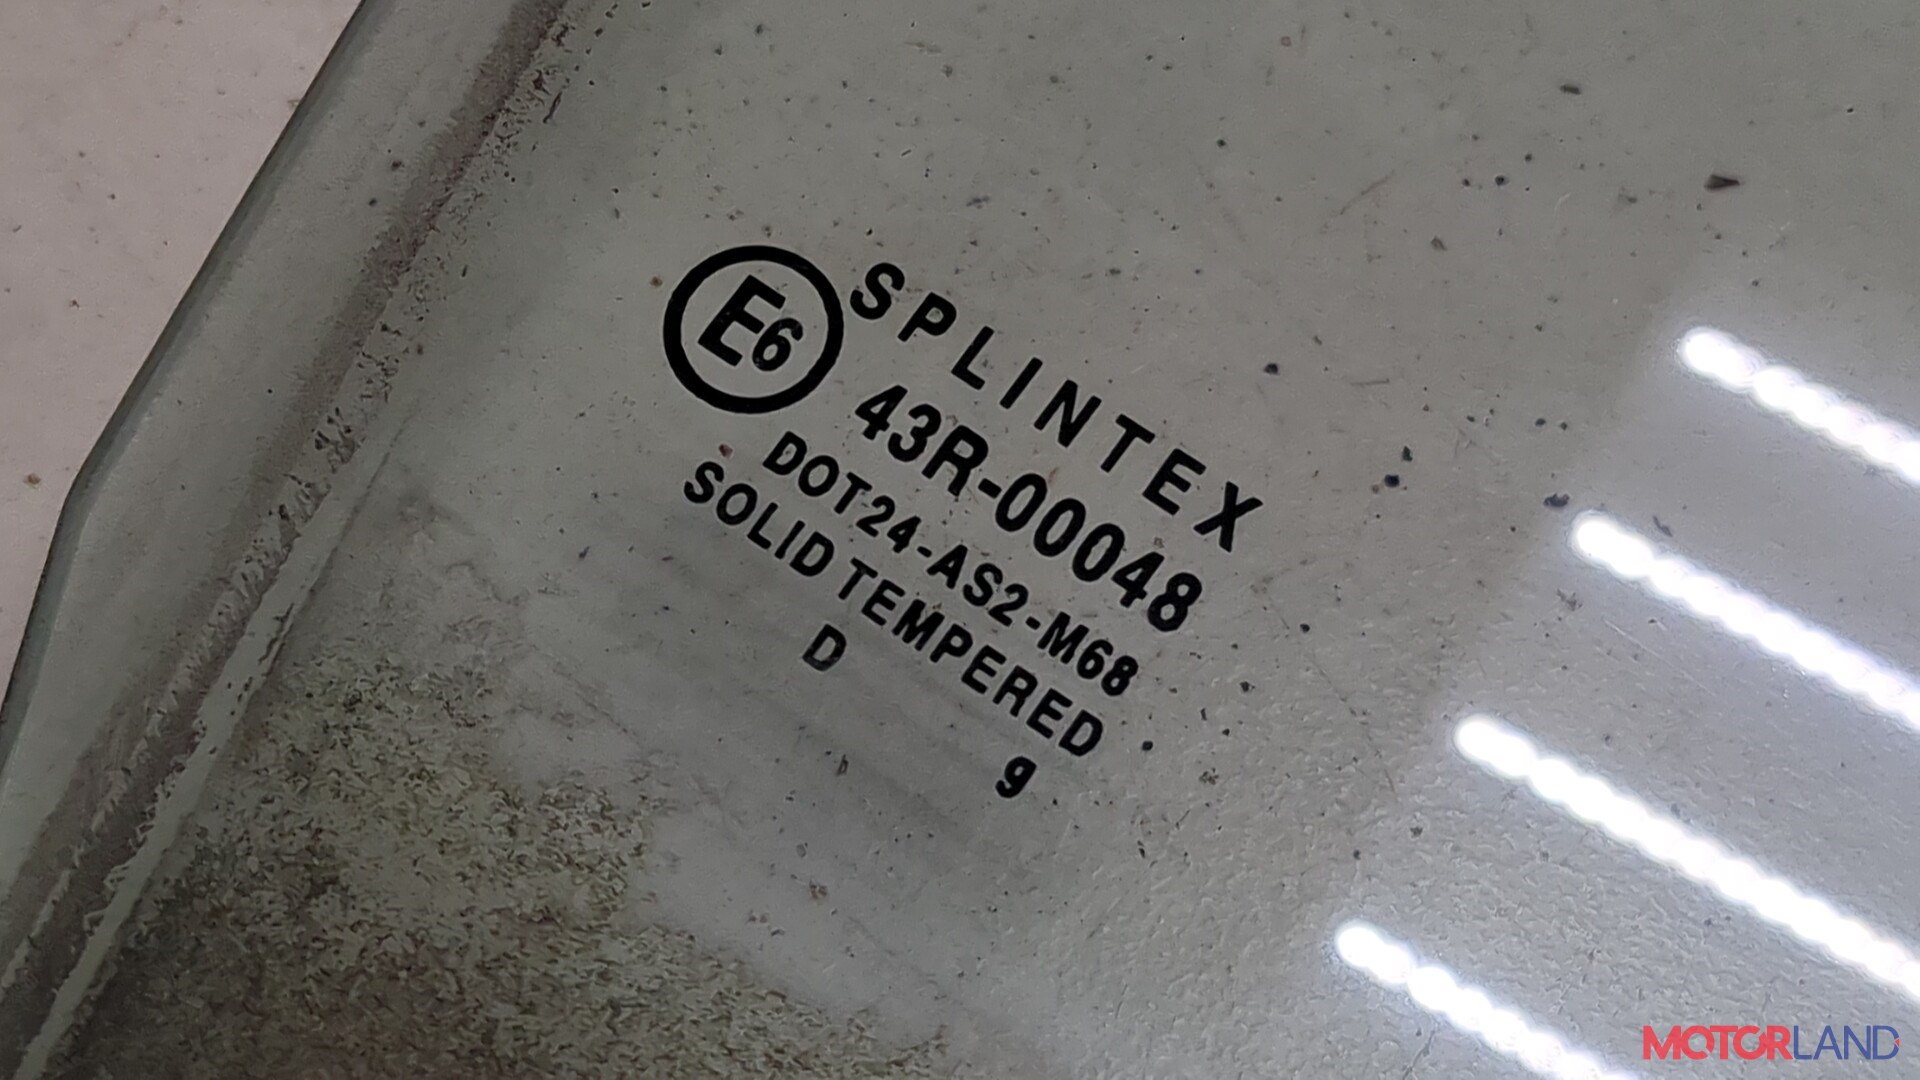 E6
SPLINTEX
43R-00048
DOT24-AS2-M68
SOLID TEMPERED
D
9
MOTORLAND